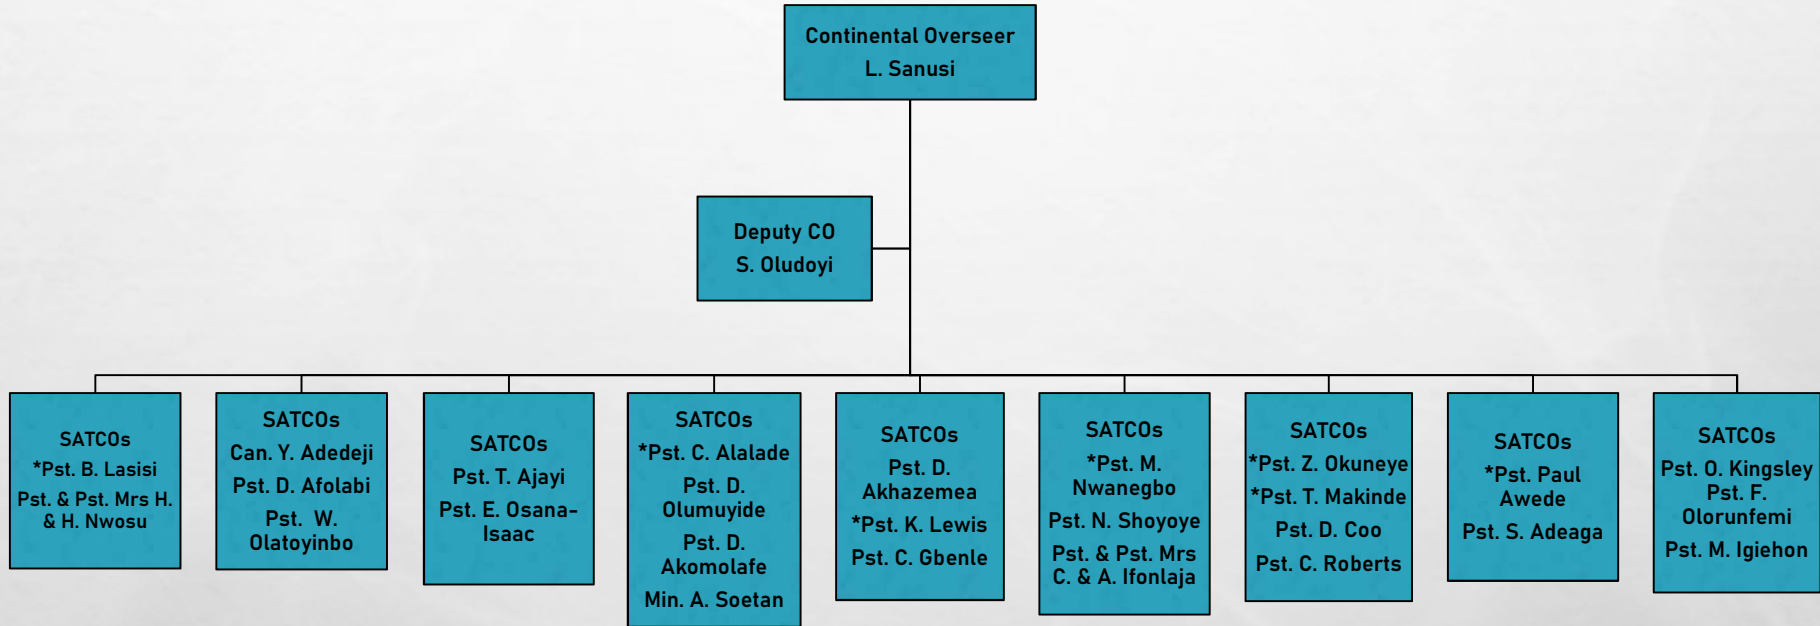 Continental Overseer
L. Sanusi
Deputy CO
S. Oludoyi
SATCOs
*Pst. B. Lasisi
Pst. & Pst. Mrs H.
& H. Nwosu
SATCOs
Can. Y. Adedeji
Pst. D. Afolabi
Pst. W.
Olatoyinbo
SATCOs
Pst. T. Ajayi
Pst. E. Osana-
Isaac
SATCOs
*Pst. C. Alalade
Pst. D.
Olumuyide
Pst. D.
Akomolafe
Min. A. Soetan
SATCOs
Pst. D.
Akhazemea
*Pst. K. Lewis
Pst. C. Gbenle
SATCOs
*Pst. M.
Nwanegbo
Pst. N. Shoyoye
Pst. & Pst. Mrs
C. & A. Ifonlaja
SATCOs
*Pst. Z. Okuneye
*Pst. T. Makinde
Pst. D. Coo
Pst. C. Roberts
SATCOs
*Pst. Paul
Awede
Pst. S. Adeaga
SATCOs
Pst. O. Kingsley
Pst. F.
Olorunfemi
Pst. M. Igiehon